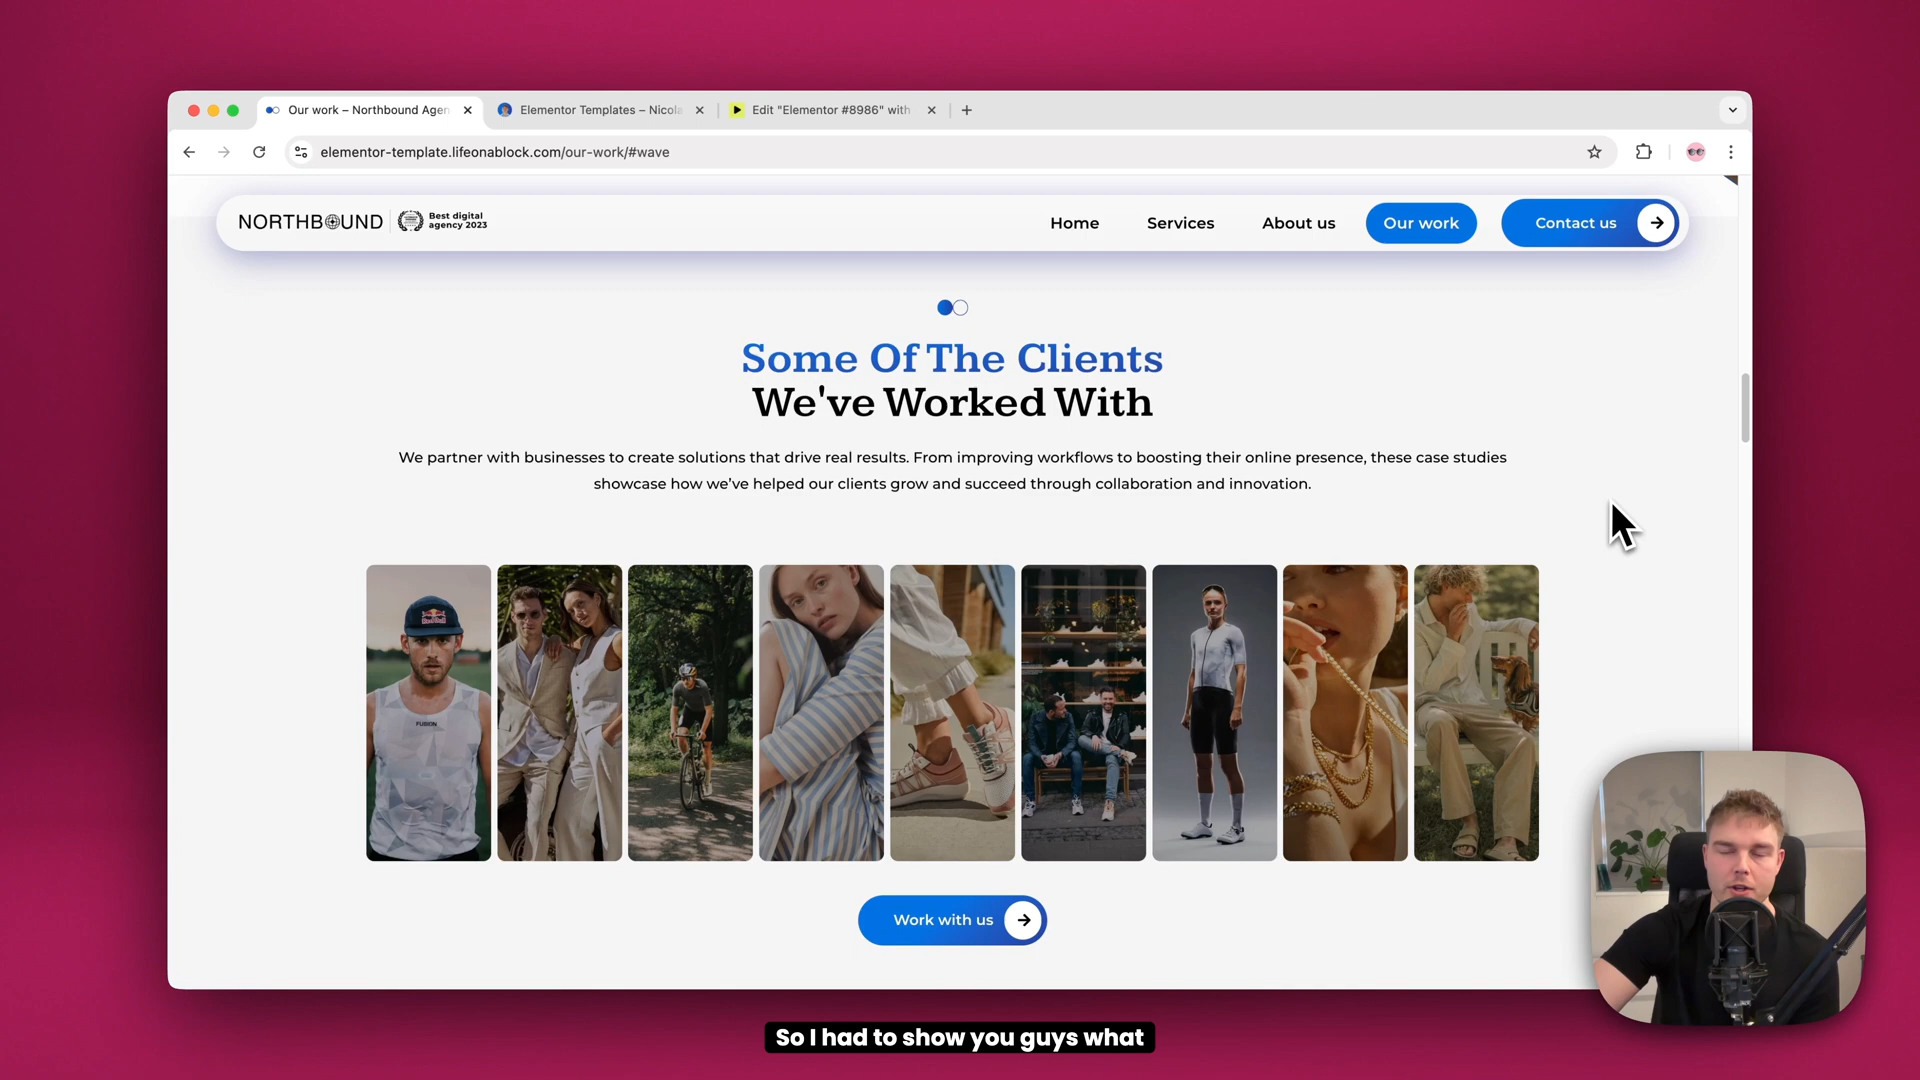 Our work – Northbound Agen
Elementor Templates – Nicola
Edit "Elementor #8986" with
elementor-template.lifeonablock.com/our-work/#wave
NORTHBOUND
Best digital
agency 2023
Home
Services
About us
Our work
Contact us
Some Of The Clients
We've Worked With
We partner with businesses to create solutions that drive real results. From improving workflows to boosting their online presence, these case studies
showcase how we’ve helped our clients grow and succeed through collaboration and innovation.
Red Bull
FUSION
Work with us
So I had to show you guys what